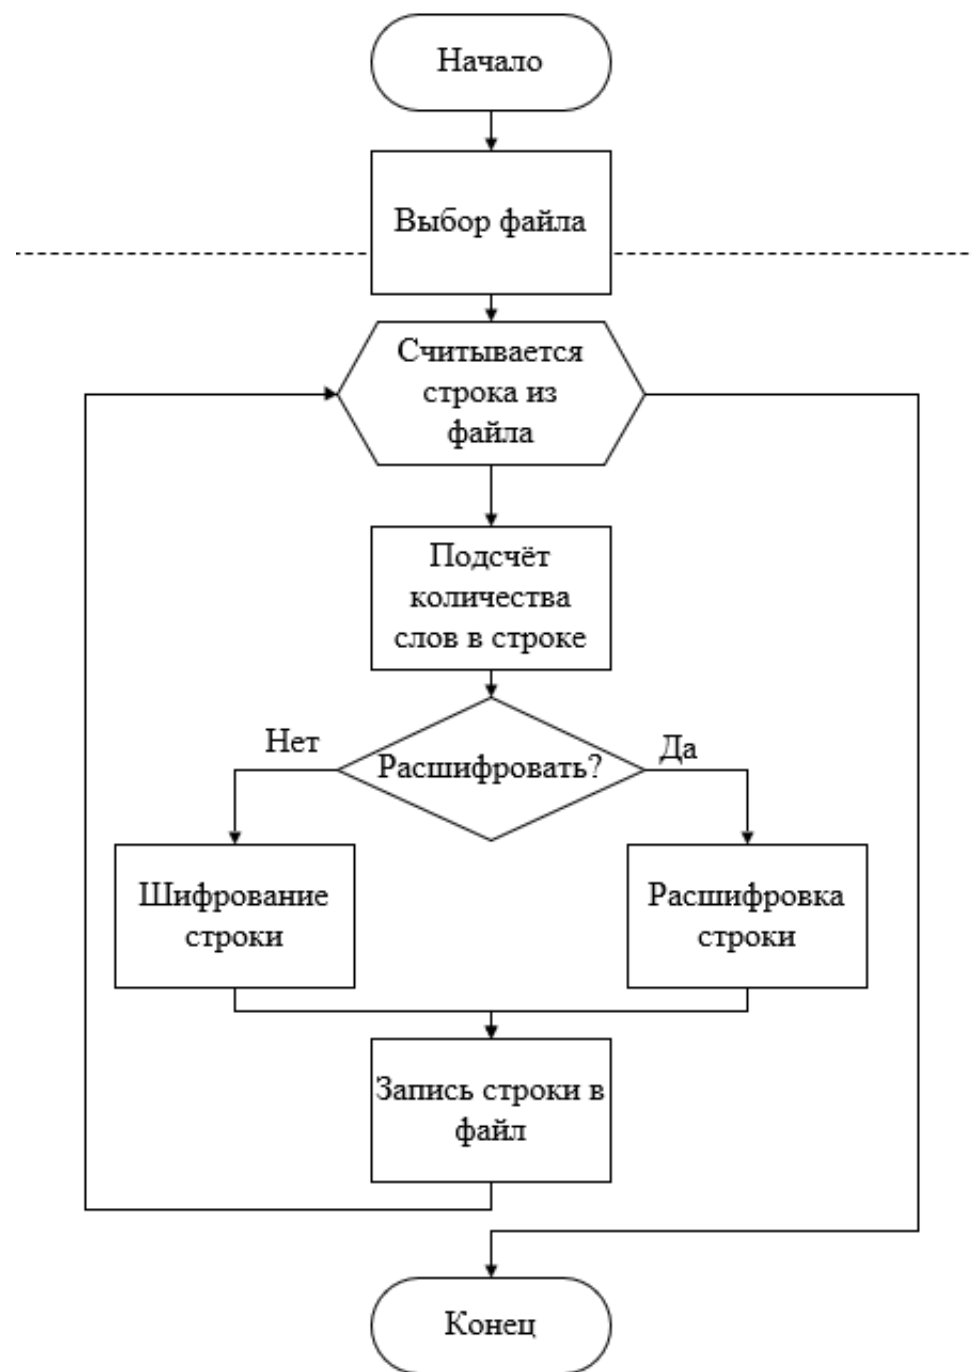 Начало
Выбор файла
Считывается
строка из
файла
Подсчёт
количества
слов в строке
Нет
Да
Расшифровать?
Шифрование
строки
Расшифровка
строки
Запись строки в
файл
Конец